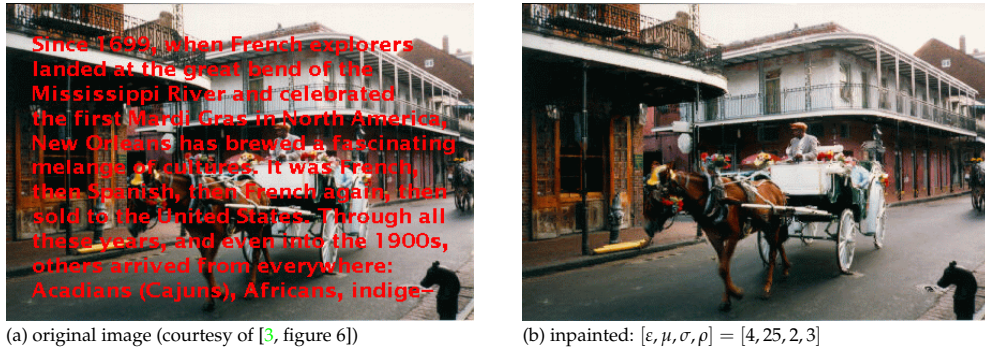 Since 1699, when French explorers
landed at the great bend of the
Mississippi River and celebrated
the first Mardi Gras in North America,
New Orleans has brewed a fascinating
melange of cultures. It was French,
then Spanish, then French again, then
sold to the United States. Through all
these years, and even into the 1900s,
others arrived from everywhere:
Acadians (Cajuns), Africans, indige-
(a) original image (courtesy of [3, figure 6])
(b) inpainted: [ε, μ, σ, ρ] = [4, 25, 2, 3]